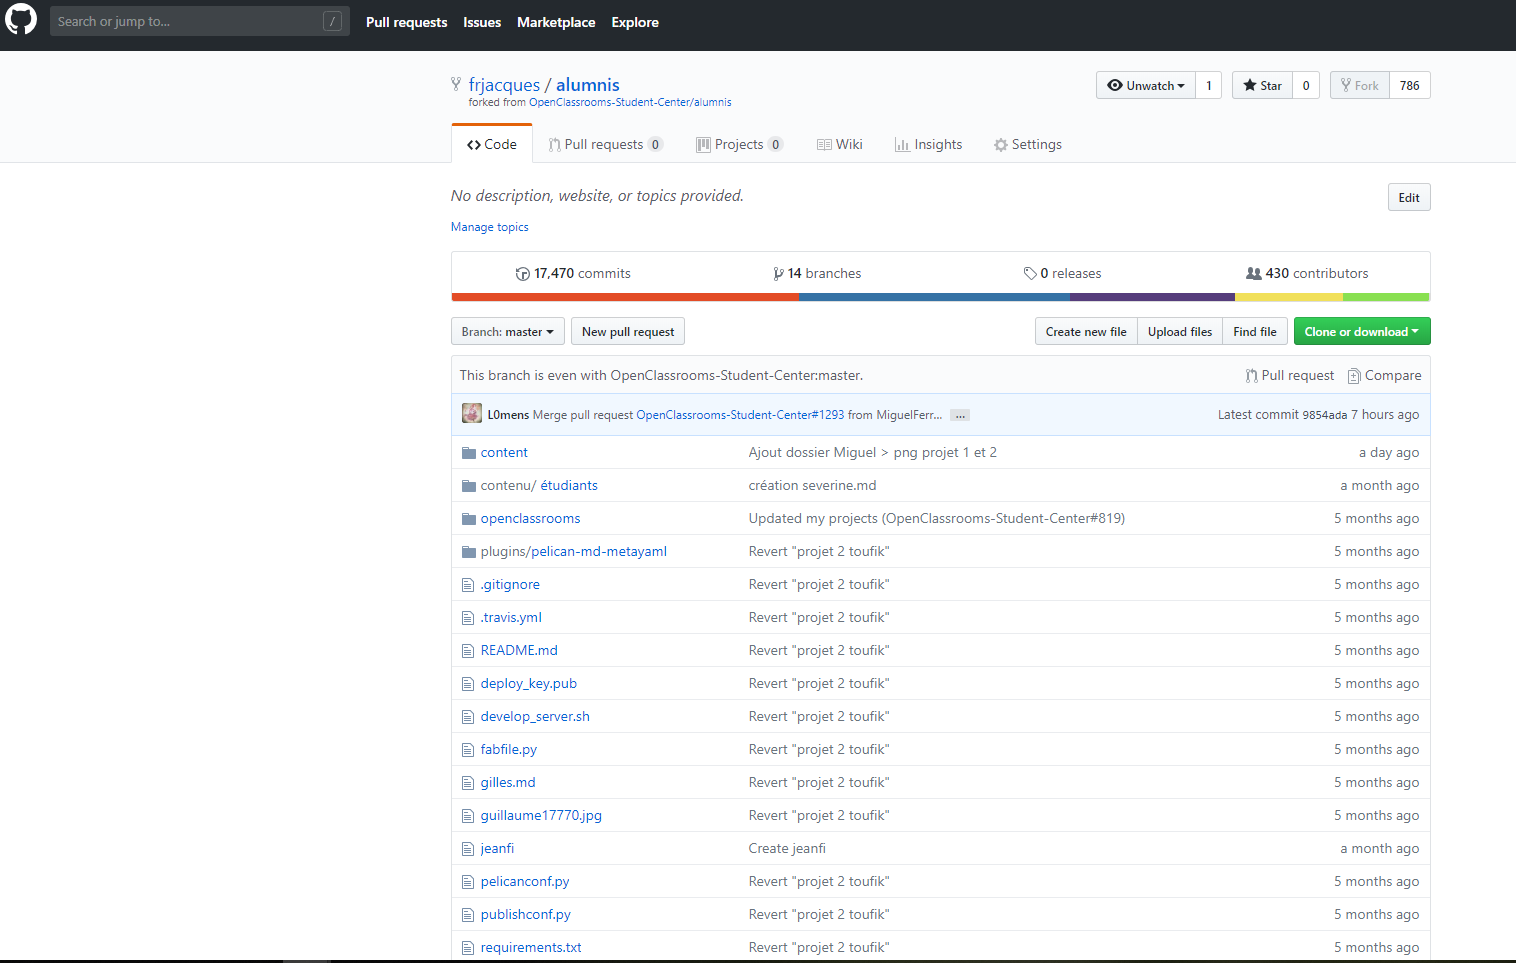 Search or jump to... /
Pull requests Issues Marketplace Explore
frjacques / alumnis
forked from OpenClassrooms-Student-Center/alumnis
Unwatch 1 Star 0 Fork 786
Code Pull requests 0 Projects 0 Wiki Insights Settings
No description, website, or topics provided.
Edit
Manage topics
17,470 commits 14 branches 0 releases 430 contributors
Branch: master New pull request Create new file Upload files Find file Clone or download
This branch is even with OpenClassrooms-Student-Center:master. Pull request Compare
L0mens Merge pull request OpenClassrooms-Student-Center#1293 from MiguelFerr... ... Latest commit 9854ada 7 hours ago
content Ajout dossier Miguel > png projet 1 et 2 a day ago
contenu/ étudiants création severine.md a month ago
openclassrooms Updated my projects (OpenClassrooms-Student-Center#819) 5 months ago
plugins/pelican-md-metayaml Revert "projet 2 toufik" 5 months ago
.gitignore Revert "projet 2 toufik" 5 months ago
.travis.yml Revert "projet 2 toufik" 5 months ago
README.md Revert "projet 2 toufik" 5 months ago
deploy_key.pub Revert "projet 2 toufik" 5 months ago
develop_server.sh Revert "projet 2 toufik" 5 months ago
fabfile.py Revert "projet 2 toufik" 5 months ago
gilles.md Revert "projet 2 toufik" 5 months ago
guillaume17770.jpg Revert "projet 2 toufik" 5 months ago
jeanfi Create jeanfi a month ago
pelicanconf.py Revert "projet 2 toufik" 5 months ago
publishconf.py Revert "projet 2 toufik" 5 months ago
requirements.txt Revert "projet 2 toufik" 5 months ago